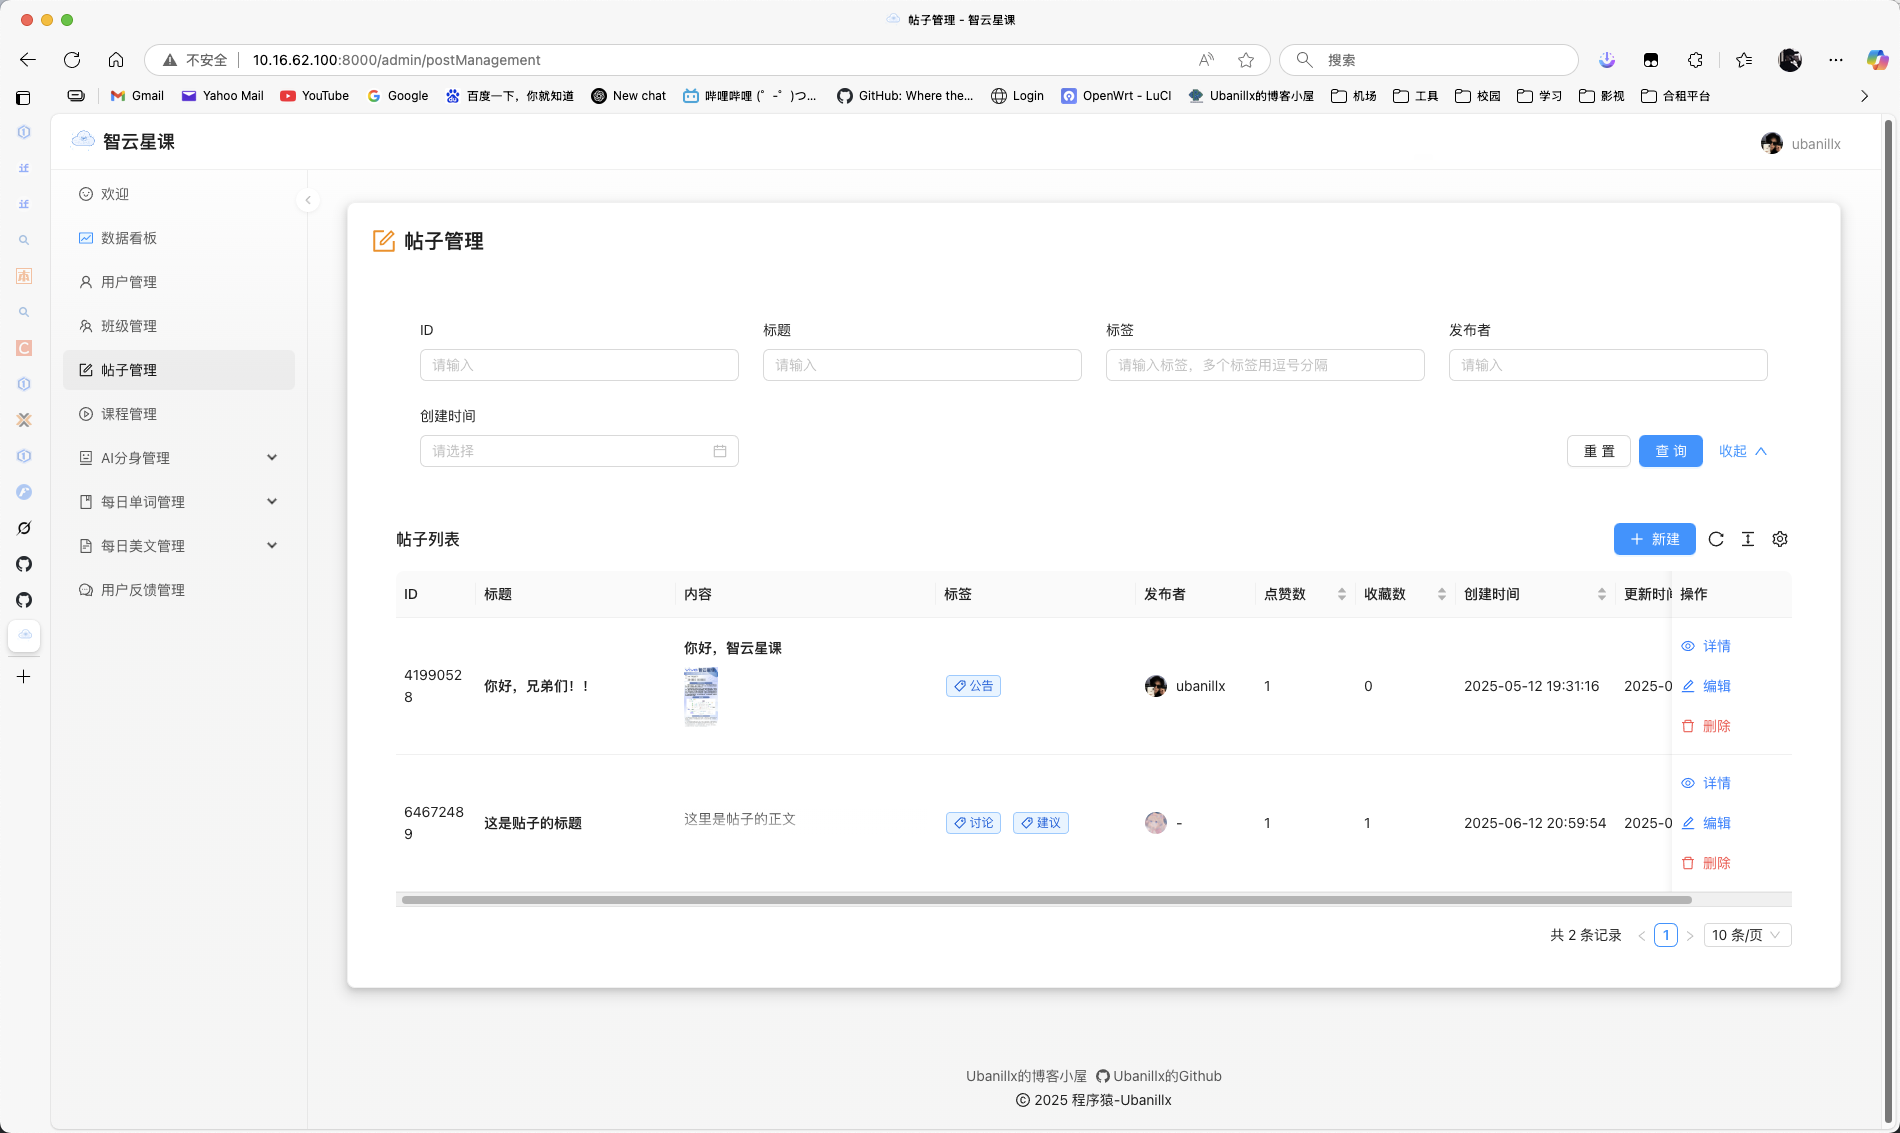 帖子管理 - 智云星课
不安全
10.16.62.100:8000/admin/postManagement
搜索
Gmail
Yahoo Mail
YouTube
Google
百度一下，你就知道
New chat
哔哩哔哩 (゜-゜)つ...
GitHub: Where the...
Login
OpenWrt - LuCI
Ubanillx的博客小屋
机场
工具
校园
学习
影视
合租平台
智云星课
ubanillx
欢迎
数据看板
用户管理
班级管理
帖子管理
课程管理
AI分身管理
每日单词管理
每日美文管理
用户反馈管理
帖子管理
ID
标题
标签
发布者
请输入
请输入
请输入标签，多个标签用逗号分隔
请输入
创建时间
请选择
重 置
查 询
收起
帖子列表
新建
ID
标题
内容
标签
发布者
点赞数
收藏数
创建时间
更新时间
操作
41990528
你好，兄弟们！！
你好，智云星课
公告
ubanillx
1
0
2025-05-12 19:31:16
2025-0
详情
编辑
删除
64672489
这是贴子的标题
这里是帖子的正文
讨论
建议
-
1
1
2025-06-12 20:59:54
2025-0
详情
编辑
删除
共 2 条记录
1
10 条/页
Ubanillx的博客小屋
Ubanillx的Github
© 2025 程序猿-Ubanillx